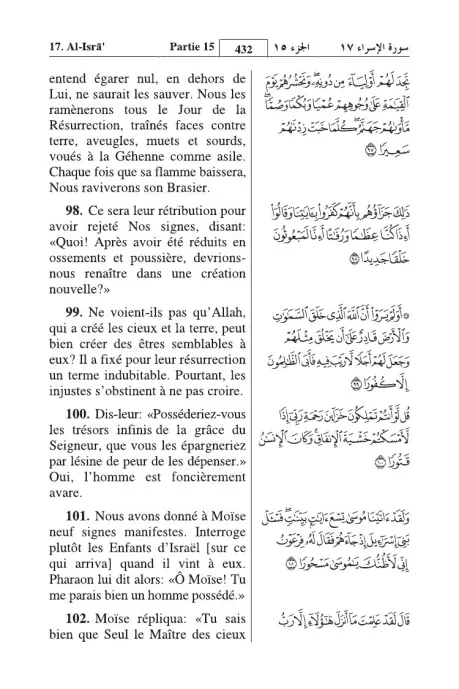 17. Al-Isrā' Partie 15 432 الجزء ١٥ سورة الإسراء ١٧
entend égarer nul, en dehors de
Lui, ne saurait les sauver. Nous les
ramènerons tous le Jour de la
Résurrection, traînés faces contre
terre, aveugles, muets et sourds,
voués à la Géhenne comme asile.
Chaque fois que sa flamme baissera,
Nous raviverons son Brasier.
98. Ce sera leur rétribution pour
avoir rejeté Nos signes, disant:
«Quoi! Après avoir été réduits en
ossements et poussière, devrions-
nous renaître dans une création
nouvelle?»
99. Ne voient-ils pas qu'Allah,
qui a créé les cieux et la terre, peut
bien créer des êtres semblables à
eux? Il a fixé pour leur résurrection
un terme indubitable. Pourtant, les
injustes s'obstinent à ne pas croire.
100. Dis-leur: «Posséderiez-vous
les trésors infinis de la grâce du
Seigneur, que vous les épargneriez
par lésine de peur de les dépenser.»
Oui, l'homme est foncièrement
avare.
101. Nous avons donné à Moïse
neuf signes manifestes. Interroge
plutôt les Enfants d'Israël [sur ce
qui arriva] quand il vint à eux.
Pharaon lui dit alors: «Ô Moïse! Tu
me parais bien un homme possédé.»
102. Moïse répliqua: «Tu sais
bien que Seul le Maître des cieux
تَجِدَ لَهُمْ أَوْلِيَآءَ مِن دُونِهِۦۖ وَنَحْشُرُهُمْ يَوْمَ
ٱلْقِيَٰمَةِ عَلَىٰ وُجُوهِهِمْ عُمْيًا وَبُكْمًا وَصُمًّاۖ
مَّأْوَىٰهُمْ جَهَنَّمُۖ كُلَّمَا خَبَتْ زِدْنَٰهُمْ
سَعِيرًا ٩٧
ذَٰلِكَ جَزَآؤُهُم بِأَنَّهُمْ كَفَرُوا۟ بِـَٔايَٰتِنَا وَقَالُوٓا۟
أَءِذَا كُنَّا عِظَٰمًا وَرُفَٰتًا أَءِنَّا لَمَبْعُوثُونَ
خَلْقًا جَدِيدًا ٩٨
۞ أَوَلَمْ يَرَوْا۟ أَنَّ ٱللَّهَ ٱلَّذِى خَلَقَ ٱلسَّمَٰوَٰتِ
وَٱلْأَرْضَ قَادِرٌ عَلَىٰٓ أَن يَخْلُقَ مِثْلَهُمْ
وَجَعَلَ لَهُمْ أَجَلًا لَّا رَيْبَ فِيهِ فَأَبَى ٱلظَّٰلِمُونَ
إِلَّا كُفُورًا ٩٩
قُل لَّوْ أَنتُمْ تَمْلِكُونَ خَزَآئِنَ رَحْمَةِ رَبِّىٓ إِذًا
لَّأَمْسَكْتُمْ خَشْيَةَ ٱلْإِنفَاقِۚ وَكَانَ ٱلْإِنسَٰنُ
قَتُورًا ١٠٠
وَلَقَدْ ءَاتَيْنَا مُوسَىٰ تِسْعَ ءَايَٰتٍۭ بَيِّنَٰتٍۖ فَسْـَٔلْ
بَنِىٓ إِسْرَٰٓءِيلَ إِذْ جَآءَهُمْ فَقَالَ لَهُۥ فِرْعَوْنُ
إِنِّى لَأَظُنُّكَ يَٰمُوسَىٰ مَسْحُورًا ١٠١
قَالَ لَقَدْ عَلِمْتَ مَآ أَنزَلَ هَٰٓؤُلَآءِ إِلَّا رَبُّ